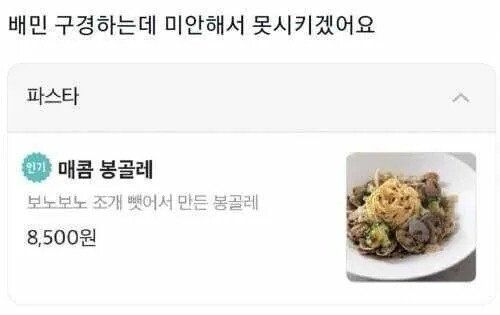 배민 구경하는데 미안해서 못시키겠어요
파스타
인기 매콤 봉골레
보노보노 조개 뺏어서 만든 봉골레
8,500원